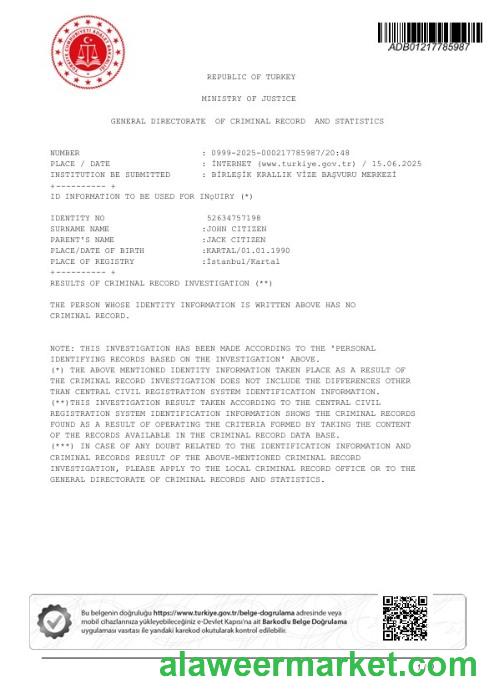 ADB01217785987
REPUBLIC OF TURKEY
MINISTRY OF JUSTICE
GENERAL DIRECTORATE OF CRIMINAL RECORD AND STATISTICS
NUMBER : 0999-2025-000217785987/20:48
PLACE / DATE : İNTERNET (www.turkiye.gov.tr) / 15.06.2025
INSTITUTION BE SUBMITTED : BİRLEŞİK KRALLIK VİZE BAŞVURU MERKEZİ
+---------- +
ID INFORMATION TO BE USED FOR INQUIRY (*)
IDENTITY NO 52634757198
SURNAME NAME :JOHN CITIZEN
PARENT'S NAME :JACK CITIZEN
PLACE/DATE OF BIRTH :KARTAL/01.01.1990
PLACE OF REGISTRY :İstanbul/Kartal
+---------- +
RESULTS OF CRIMINAL RECORD INVESTIGATION (**)
THE PERSON WHOSE IDENTITY INFORMATION IS WRITTEN ABOVE HAS NO
CRIMINAL RECORD.
NOTE: THIS INVESTIGATION HAS BEEN MADE ACCORDING TO THE 'PERSONAL
IDENTIFYING RECORDS BASED ON THE INVESTIGATION' ABOVE.
(*) THE ABOVE MENTIONED IDENTITY INFORMATION TAKEN PLACE AS A RESULT OF
THE CRIMINAL RECORD INVESTIGATION DOES NOT INCLUDE THE DIFFERENCES OTHER
THAN CENTRAL CIVIL REGISTRATION SYSTEM IDENTIFICATION INFORMATION.
(**)THIS INVESTIGATION RESULT TAKEN ACCORDING TO THE CENTRAL CIVIL
REGISTRATION SYSTEM IDENTIFICATION INFORMATION SHOWS THE CRIMINAL RECORDS
FOUND AS A RESULT OF OPERATING THE CRITERIA FORMED BY TAKING THE CONTENT
OF THE RECORDS AVAILABLE IN THE CRIMINAL RECORD DATA BASE.
(***) IN CASE OF ANY DOUBT RELATED TO THE IDENTIFICATION INFORMATION AND
CRIMINAL RECORDS RESULT OF THE ABOVE-MENTIONED CRIMINAL RECORD
INVESTIGATION, PLEASE APPLY TO THE LOCAL CRIMINAL RECORD OFFICE OR TO THE
GENERAL DIRECTORATE OF CRIMINAL RECORDS AND STATISTICS.
Bu belgenin doğruluğu https://www.turkiye.gov.tr/belge-dogrulama adresinde veya
mobil cihazlarınıza yükleyebileceğiniz e-Devlet Kapısı'na ait Barkodlu Belge Doğrulama
uygulaması vasıtası ile yandaki karekod okutularak kontrol edilebilir.
alaweermarket.com